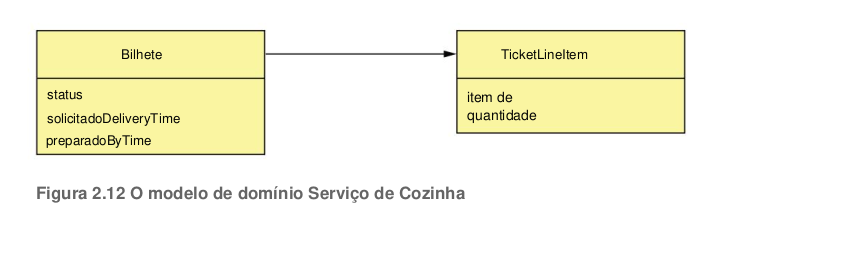 Bilhete
status
solicitadoDeliveryTime
preparadoByTime
TicketLineItem
item de
quantidade
Figura 2.12 O modelo de domínio Serviço de Cozinha